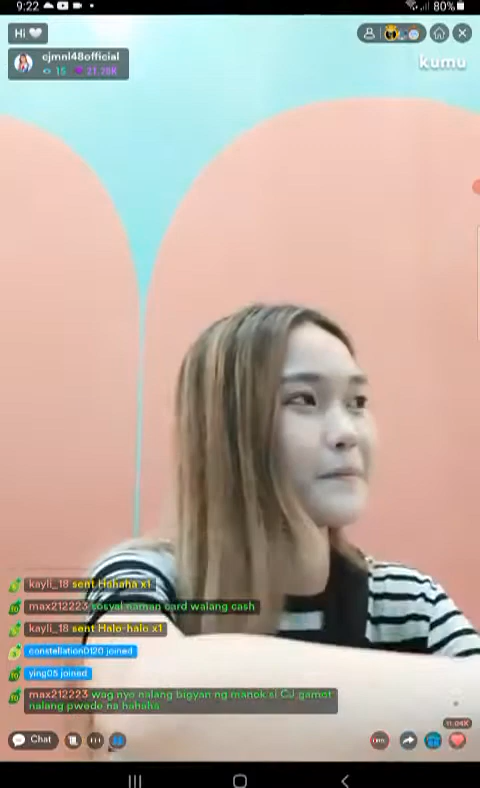 9:22
80%
Hi
cjmnl48official
15 21.28K
kumu
kayli_18 sent Hahaha x1
max212223 sosyal naman card walang cash
kayli_18 sent Halo-halo x1
constellation0120 joined
ying05 joined
max212223 wag nyo nalang bigyan ng manok si CJ gamot
nalang pwede na hahaha
11.04K
Chat